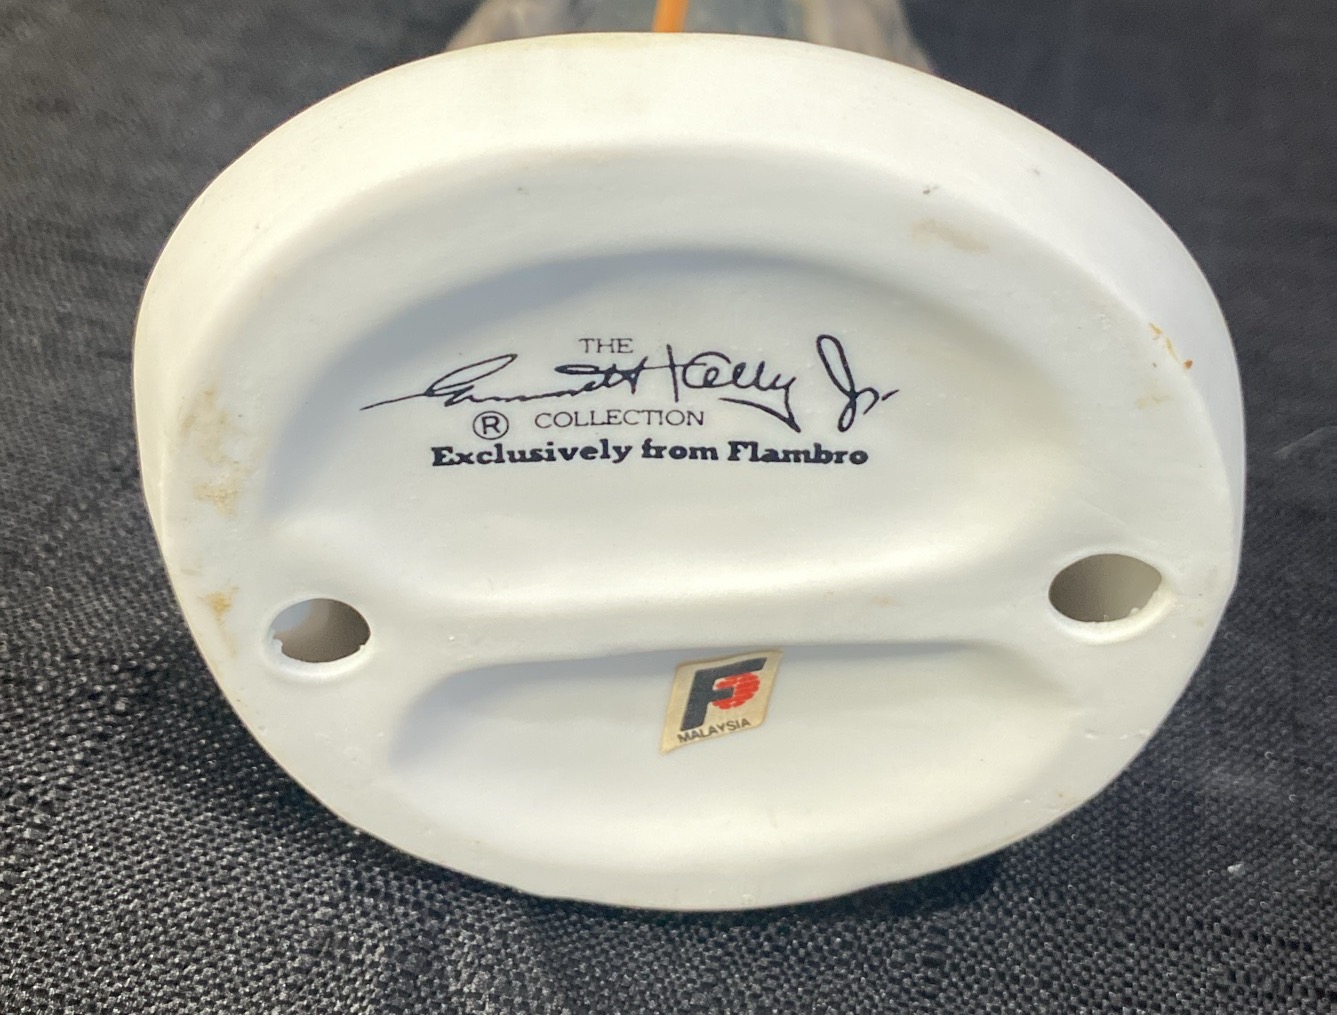 THE
Emmett Kelly Jr.
® COLLECTION
Exclusively from Flambro
F
MALAYSIA